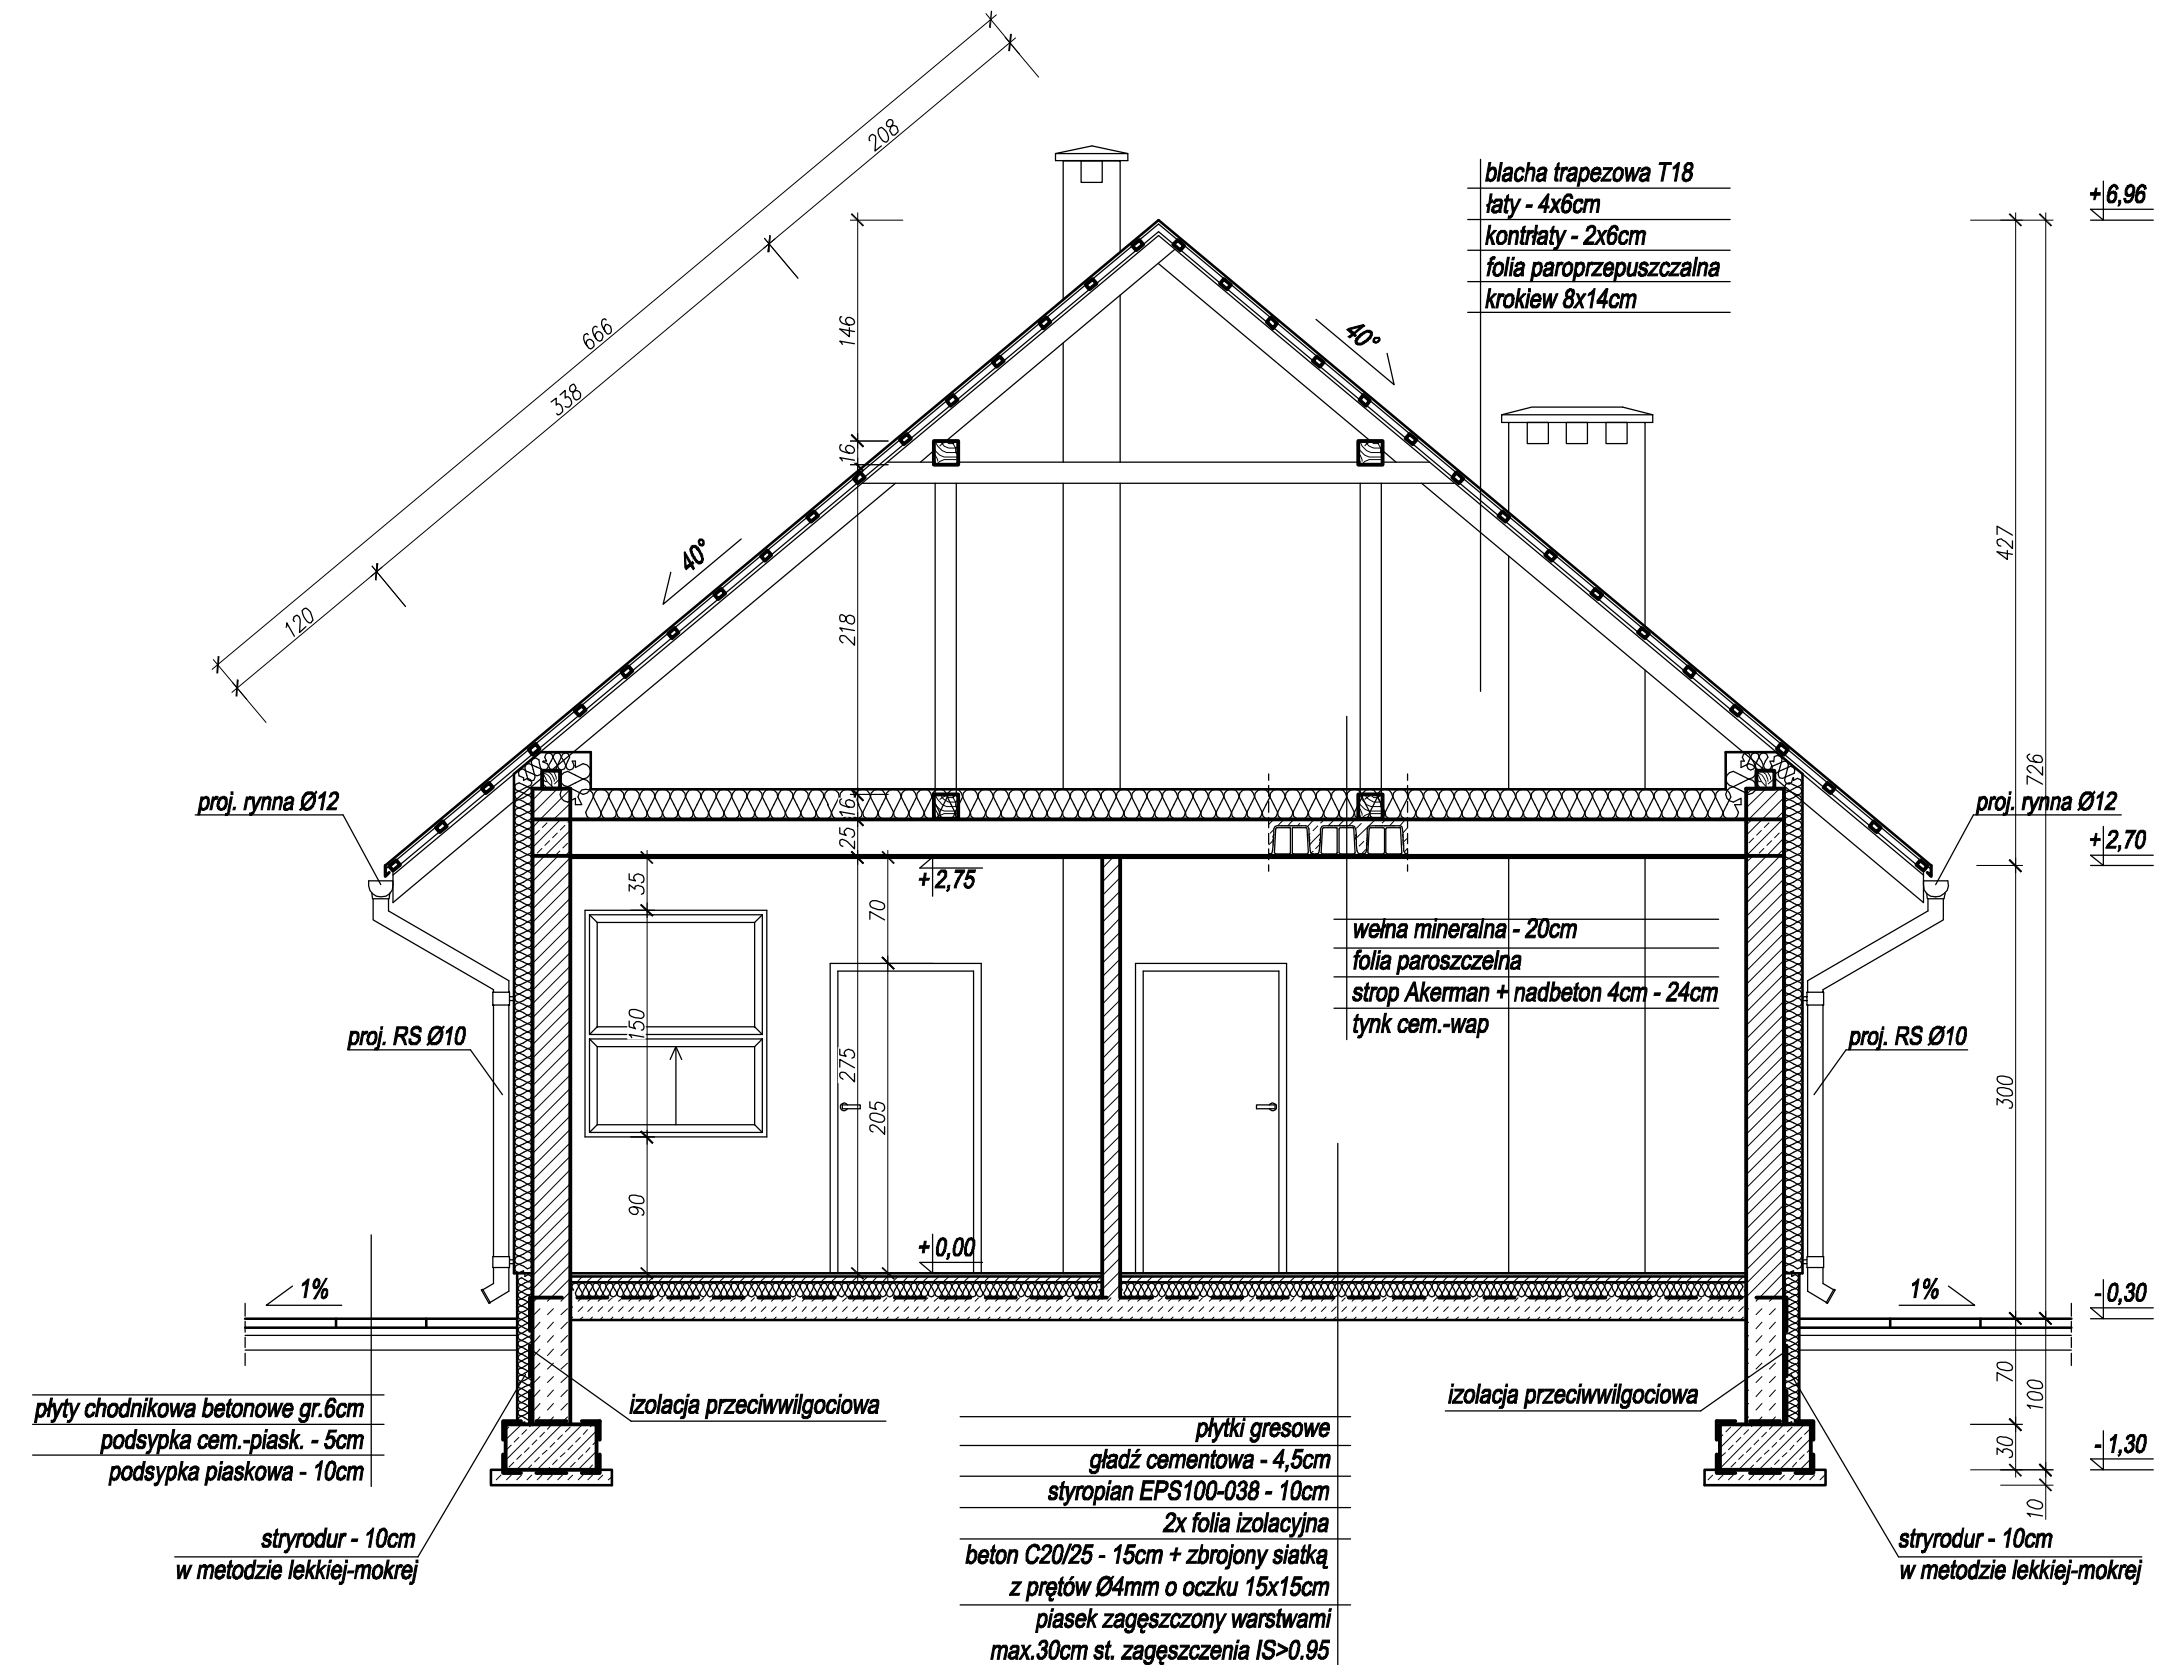 208
666
338
120
blacha trapezowa T18
łaty - 4x6cm
kontrłaty - 2x6cm
folia paroprzepuszczalna
krokiew 8x14cm
+6,96
146
40°
16
427
40°
218
726
proj. rynna Ø12
proj. rynna Ø12
16
25
+2,70
+2,75
35
70
wełna mineralna - 20cm
folia paroszczelna
strop Akerman + nadbeton 4cm - 24cm
tynk cem.-wap
150
proj. RS Ø10
proj. RS Ø10
275
205
300
90
+0,00
1%
1%
-0,30
70
100
płyty chodnikowa betonowe gr.6cm
podsypka cem.-piask. - 5cm
podsypka piaskowa - 10cm
izolacja przeciwwilgociowa
izolacja przeciwwilgociowa
30
-1,30
10
płytki gresowe
gładź cementowa - 4,5cm
styropian EPS100-038 - 10cm
2x folia izolacyjna
beton C20/25 - 15cm + zbrojony siatką
z prętów Ø4mm o oczku 15x15cm
piasek zagęszczony warstwami
max.30cm st. zagęszczenia IS>0.95
stryrodur - 10cm
w metodzie lekkiej-mokrej
stryrodur - 10cm
w metodzie lekkiej-mokrej